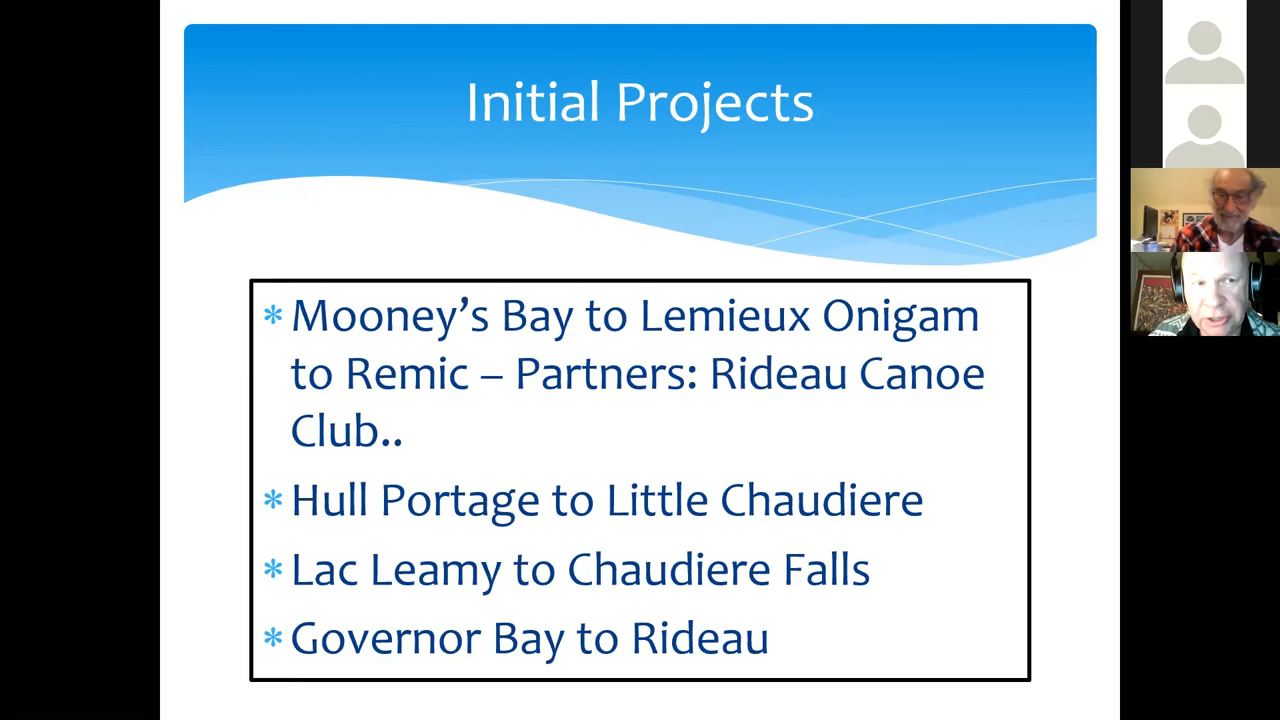 Initial Projects
* Mooney’s Bay to Lemieux Onigam
to Remic – Partners: Rideau Canoe
Club..
* Hull Portage to Little Chaudiere
* Lac Leamy to Chaudiere Falls
* Governor Bay to Rideau